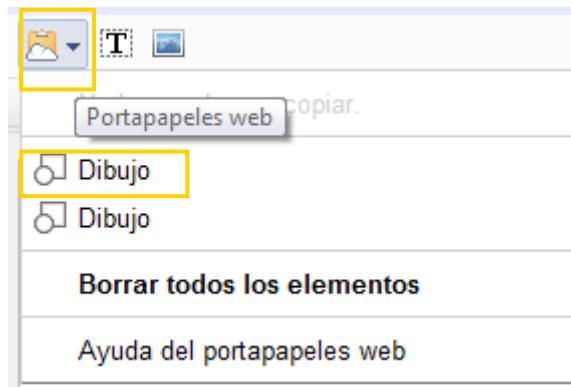 T
copiar.
Portapapeles web
Dibujo
Dibujo
Borrar todos los elementos
Ayuda del portapapeles web